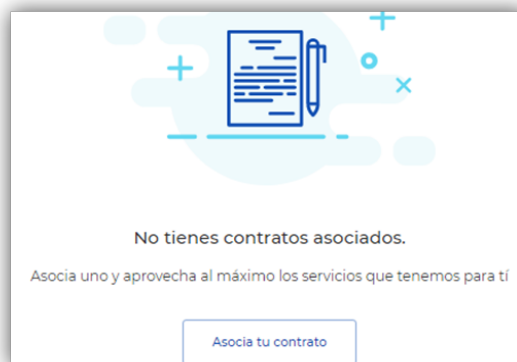 No tienes contratos asociados.
Asocia uno y aprovecha al máximo los servicios que tenemos para tí
Asocia tu contrato